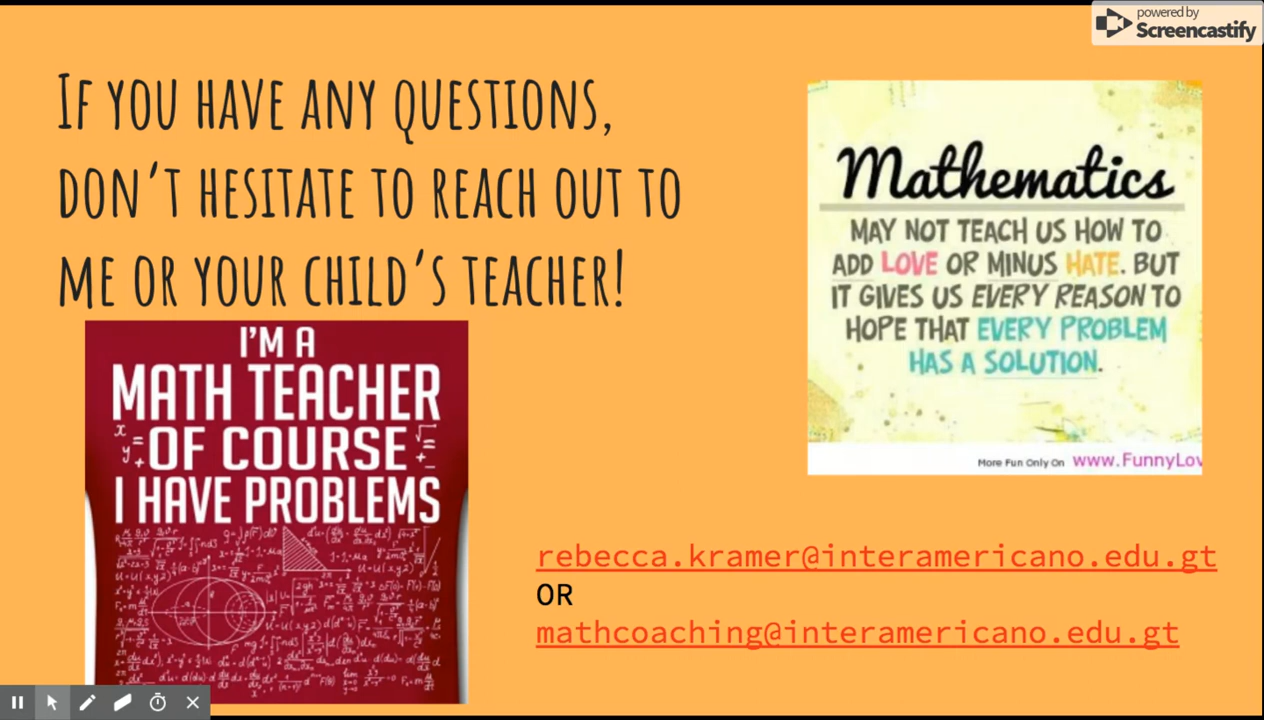 powered by
Screencastify
IF YOU HAVE ANY QUESTIONS,
DON'T HESITATE TO REACH OUT TO
ME OR YOUR CHILD'S TEACHER!
Mathematics
MAY NOT TEACH US HOW TO
ADD LOVE OR MINUS HATE. BUT
IT GIVES US EVERY REASON TO
HOPE THAT EVERY PROBLEM
HAS A SOLUTION.
More Fun Only On www.FunnyLov
I'M A
MATH TEACHER
OF COURSE
I HAVE PROBLEMS
rebecca.kramer@interamericano.edu.gt
OR
mathcoaching@interamericano.edu.gt